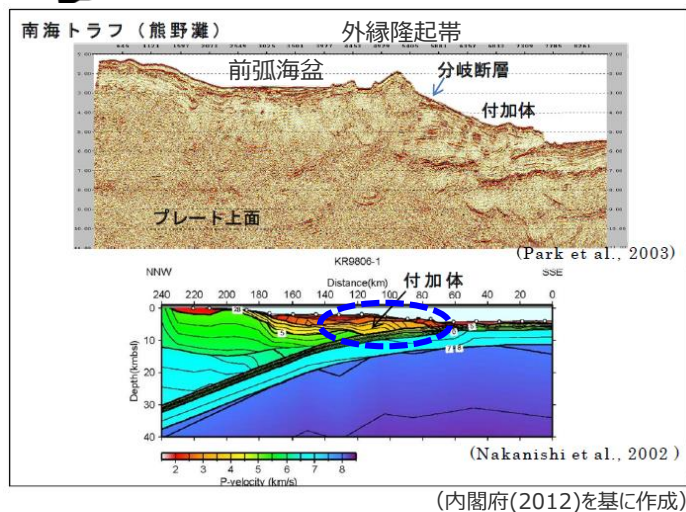 南海トラフ（熊野灘）
外縁隆起帯
前弧海盆
分岐断層
付加体
プレート上面
(Park et al., 2003)
KR9806-1
NNW
SSE
Distance(km)
付加体
240 220 200 180 160 140 120 100 80 60 40 20 0
Depth(kmbsl)
0
10
20
30
40
(Nakanishi et al., 2002 )
2 3 4 5 6 7 8
P-velocity (km/s)
(内閣府(2012)を基に作成)